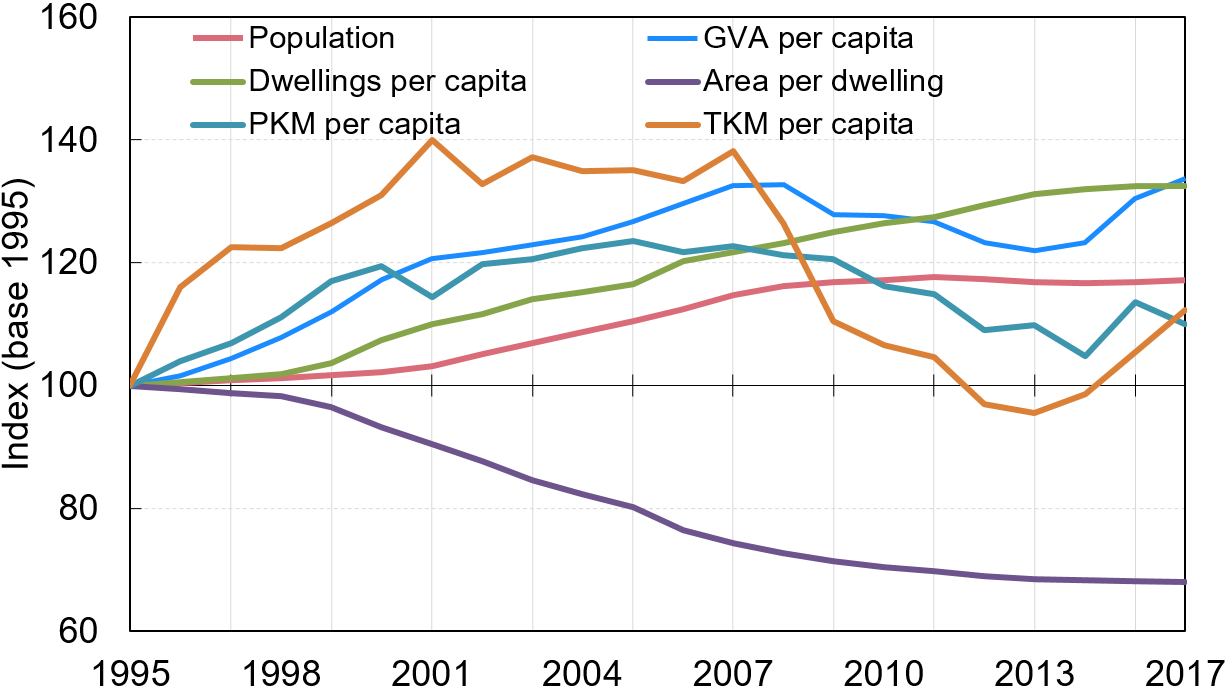 160
Population
GVA per capita
Dwellings per capita
Area per dwelling
PKM per capita
TKM per capita
140
120
100
80
60
Index (base 1995)
1995 1998 2001 2004 2007 2010 2013 2017